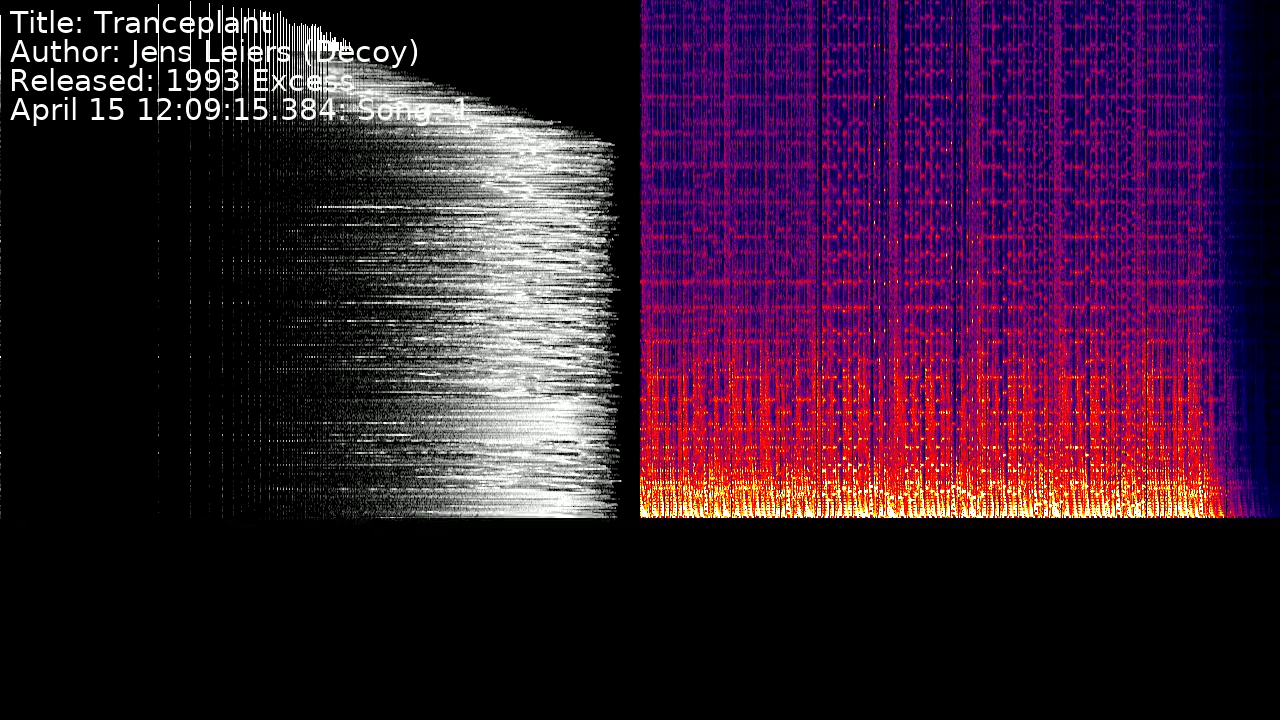 Title: Tranceplant
Author: Jens Leiers (Decoy)
Released: 1993 Excess
April 15 12:09:15.384: Song: 1